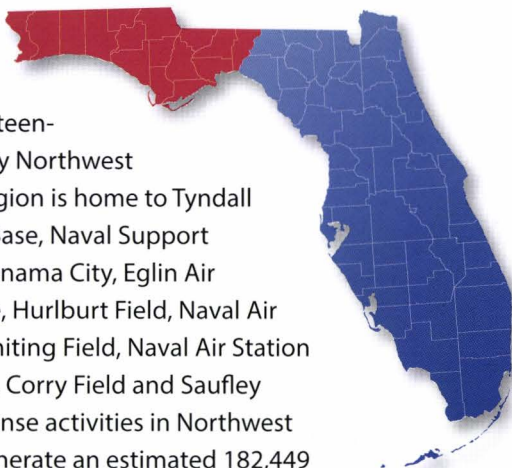 teen-
y Northwest
gion is home to Tyndall
ase, Naval Support
nama City, Eglin Air
, Hurlburt Field, Naval Air
hiting Field, Naval Air Station
Corry Field and Saufley
nse activities in Northwest
nerate an estimated 182,449